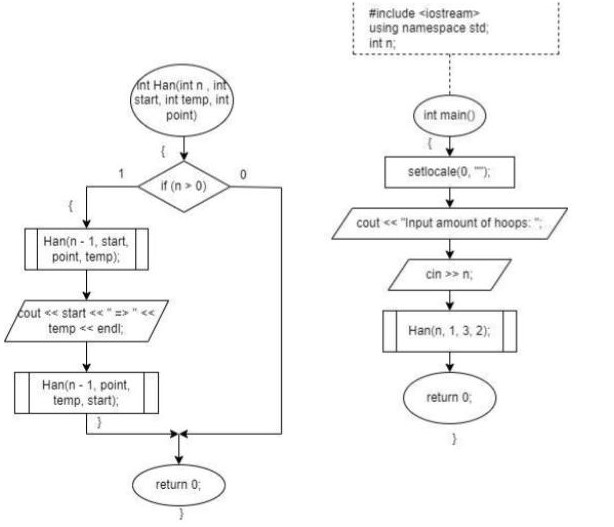 #include <iostream>
using namespace std;
int n;
int Han(int n , int
start, int temp, int
point)
{
1
if (n > 0)
0
{
Han(n - 1, start,
point, temp);
cout << start << " => " <<
temp << endl;
Han(n - 1, point,
temp, start);
}
return 0;
}
int main()
{
setlocale(0, "");
cout << "Input amount of hoops: ";
cin >> n;
Han(n, 1, 3, 2);
return 0;
}